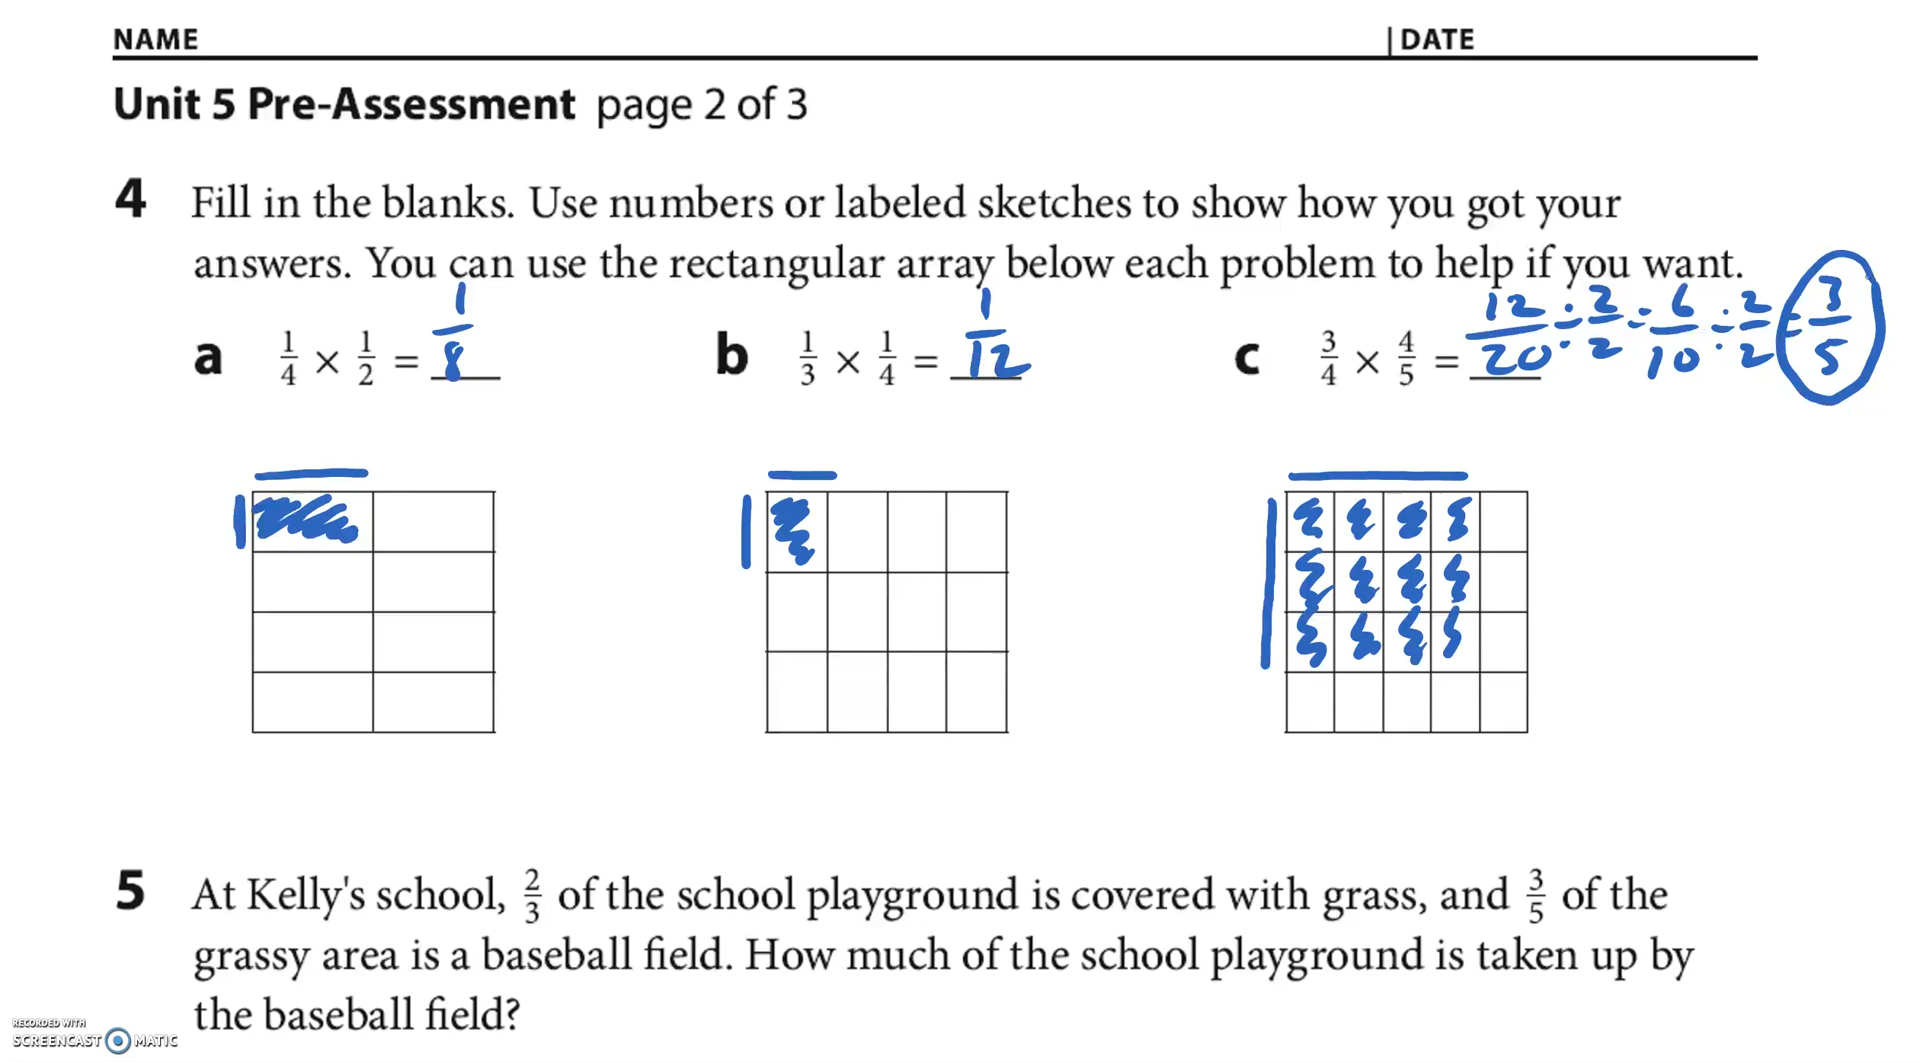 NAME | DATE
Unit 5 Pre-Assessment page 2 of 3
4 Fill in the blanks. Use numbers or labeled sketches to show how you got your
answers. You can use the rectangular array below each problem to help if you want.
a 1/4 × 1/2 = 1/8
b 1/3 × 1/4 = 1/12
c 3/4 × 4/5 = 12/20 ÷ 2/2 = 6/10 ÷ 2/2 = 3/5
5 At Kelly's school, 2/3 of the school playground is covered with grass, and 3/5 of the
grassy area is a baseball field. How much of the school playground is taken up by
the baseball field?
RECORDED WITH
SCREENCAST MATIC